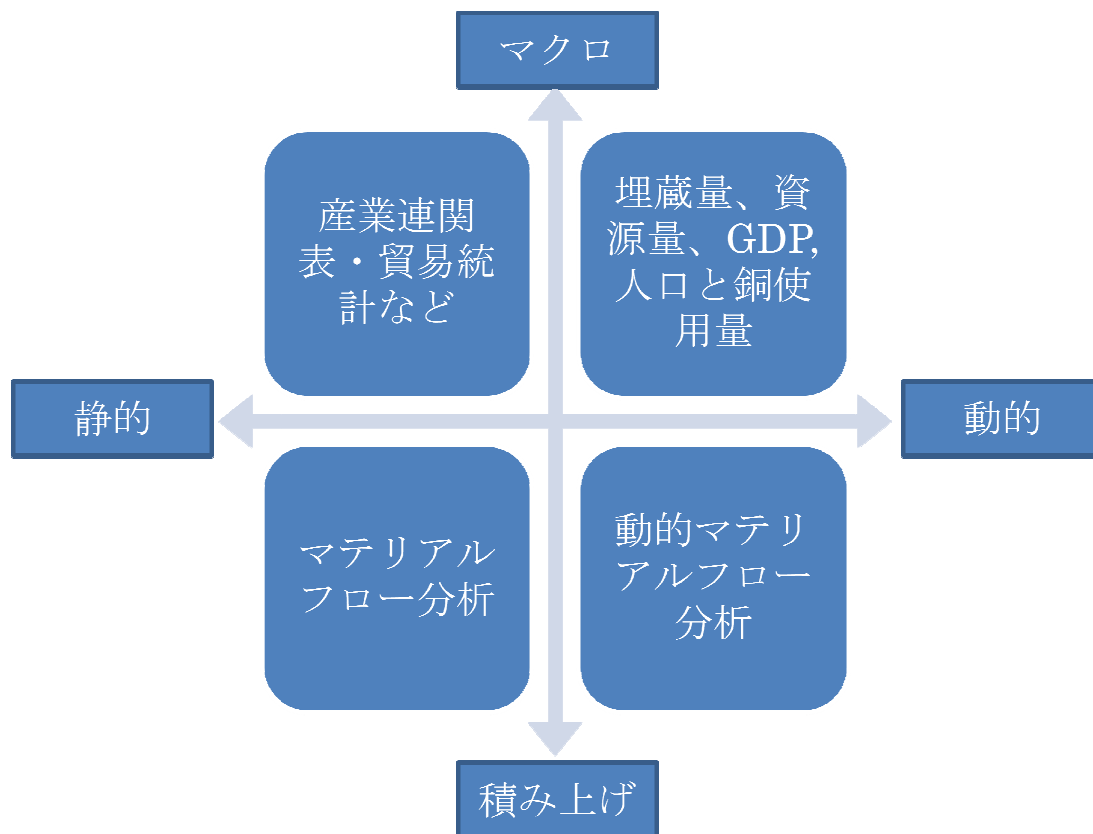 マクロ
産業連関
表・貿易統
計など
埋蔵量、資
源量、GDP,
人口と銅使
用量
静的
動的
マテリアル
フロー分析
動的マテリ
アルフロー
分析
積み上げ